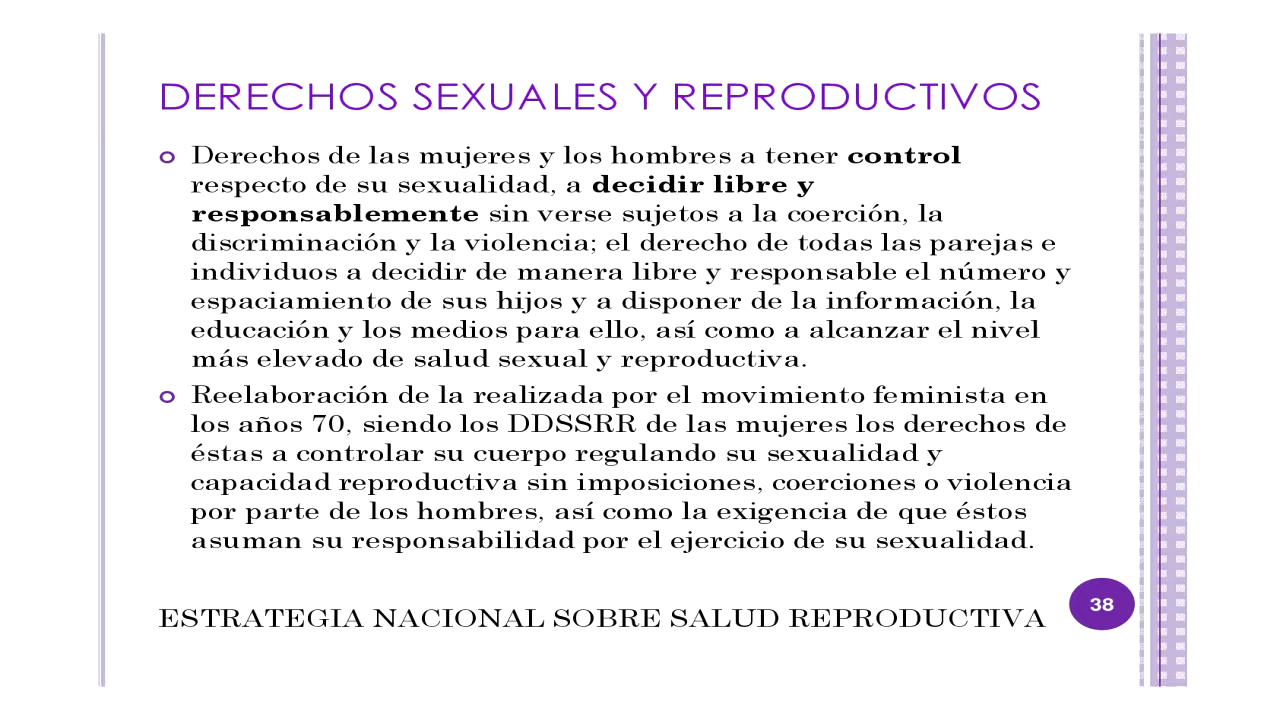 DERECHOS SEXUALES Y REPRODUCTIVOS
Derechos de las mujeres y los hombres a tener control
respecto de su sexualidad, a decidir libre y
responsablemente sin verse sujetos a la coerción, la
discriminación y la violencia; el derecho de todas las parejas e
individuos a decidir de manera libre y responsable el número y
espaciamiento de sus hijos y a disponer de la información, la
educación y los medios para ello, así como a alcanzar el nivel
más elevado de salud sexual y reproductiva.
Reelaboración de la realizada por el movimiento feminista en
los años 70, siendo los DDSSRR de las mujeres los derechos de
éstas a controlar su cuerpo regulando su sexualidad y
capacidad reproductiva sin imposiciones, coerciones o violencia
por parte de los hombres, así como la exigencia de que éstos
asuman su responsabilidad por el ejercicio de su sexualidad.
38
ESTRATEGIA NACIONAL SOBRE SALUD REPRODUCTIVA